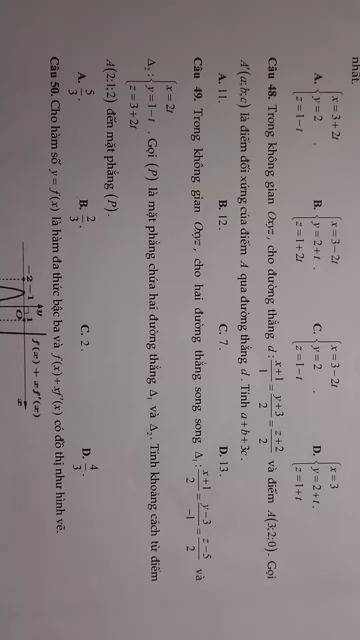 nhất.
A. { x = 3 + 2t, y = 2, z = 1 − t . B. { x = 3 − 2t, y = 2 + t, z = 1 + 2t . C. { x = 3 − 2t, y = 2, z = 1 − t . D. { x = 3, y = 2 + t, z = 1 + t .
Câu 48. Trong không gian Oxyz, cho đường thẳng d: (x+1)/1 = (y+3)/2 = (z+2)/2 và điểm A(3;2;0). Gọi
A'(a;b;c) là điểm đối xứng của điểm A qua đường thẳng d. Tính a+b+3c.
A. 11. B. 12. C. 7. D. 13.
Câu 49. Trong không gian Oxyz, cho hai đường thẳng song song Δ₁: (x+1)/2 = (y−3)/−1 = (z−5)/2 và
Δ₂: { x = 2t, y = 1 − t, z = 3 + 2t . Gọi (P) là mặt phẳng chứa hai đường thẳng Δ₁ và Δ₂. Tính khoảng cách từ điểm
A(2;1;2) đến mặt phẳng (P).
A. 5/3. B. 2/3. C. 2. D. 4/3.
Câu 50. Cho hàm số y = f(x) là hàm đa thức bậc ba và f(x)+xf'(x) có đồ thị như hình vẽ.
y f(x) + x f'(x)
−2 −1 O 1 x